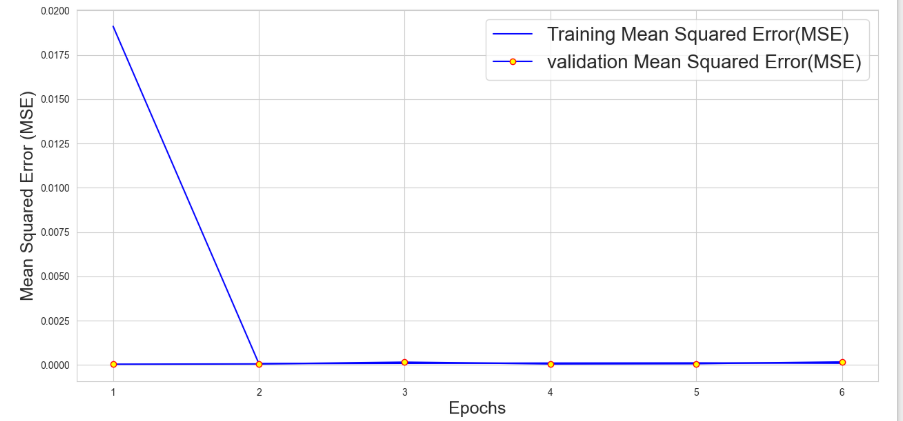 0.0200
0.0175
0.0150
0.0125
0.0100
0.0075
0.0050
0.0025
0.0000
Mean Squared Error (MSE)
Training Mean Squared Error(MSE)
validation Mean Squared Error(MSE)
1 2 3 4 5 6
Epochs